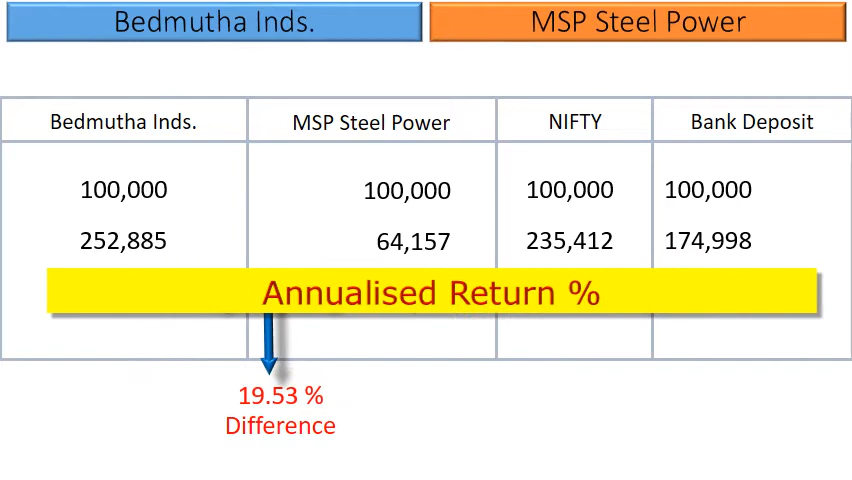 Bedmutha Inds. MSP Steel Power
Bedmutha Inds. MSP Steel Power NIFTY Bank Deposit
100,000 100,000 100,000 100,000
252,885 64,157 235,412 174,998
Annualised Return %
19.53 %
Difference